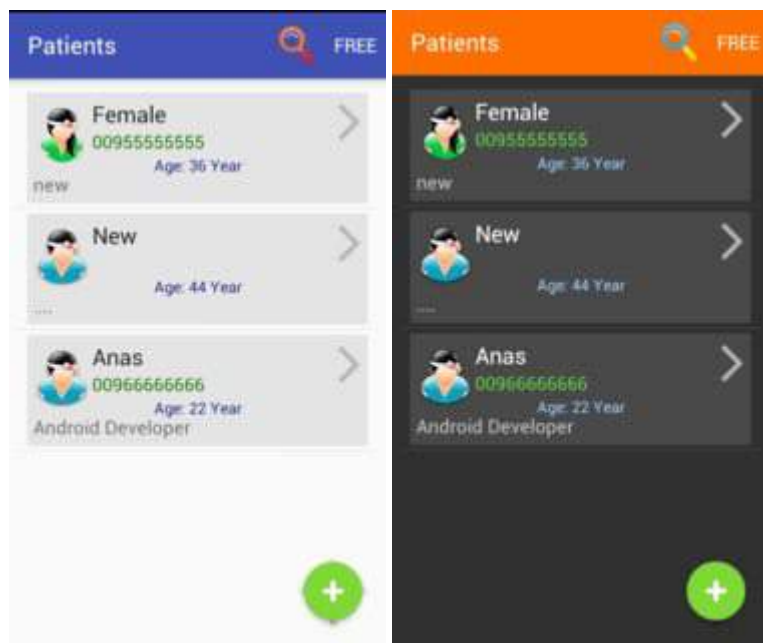 Patients FREE
Female
00955555555
Age: 36 Year
new
New
Age: 44 Year
....
Anas
00966666666
Age: 22 Year
Android Developer
+
Patients FREE
Female
00955555555
Age: 36 Year
new
New
Age: 44 Year
....
Anas
00966666666
Age: 22 Year
Android Developer
+